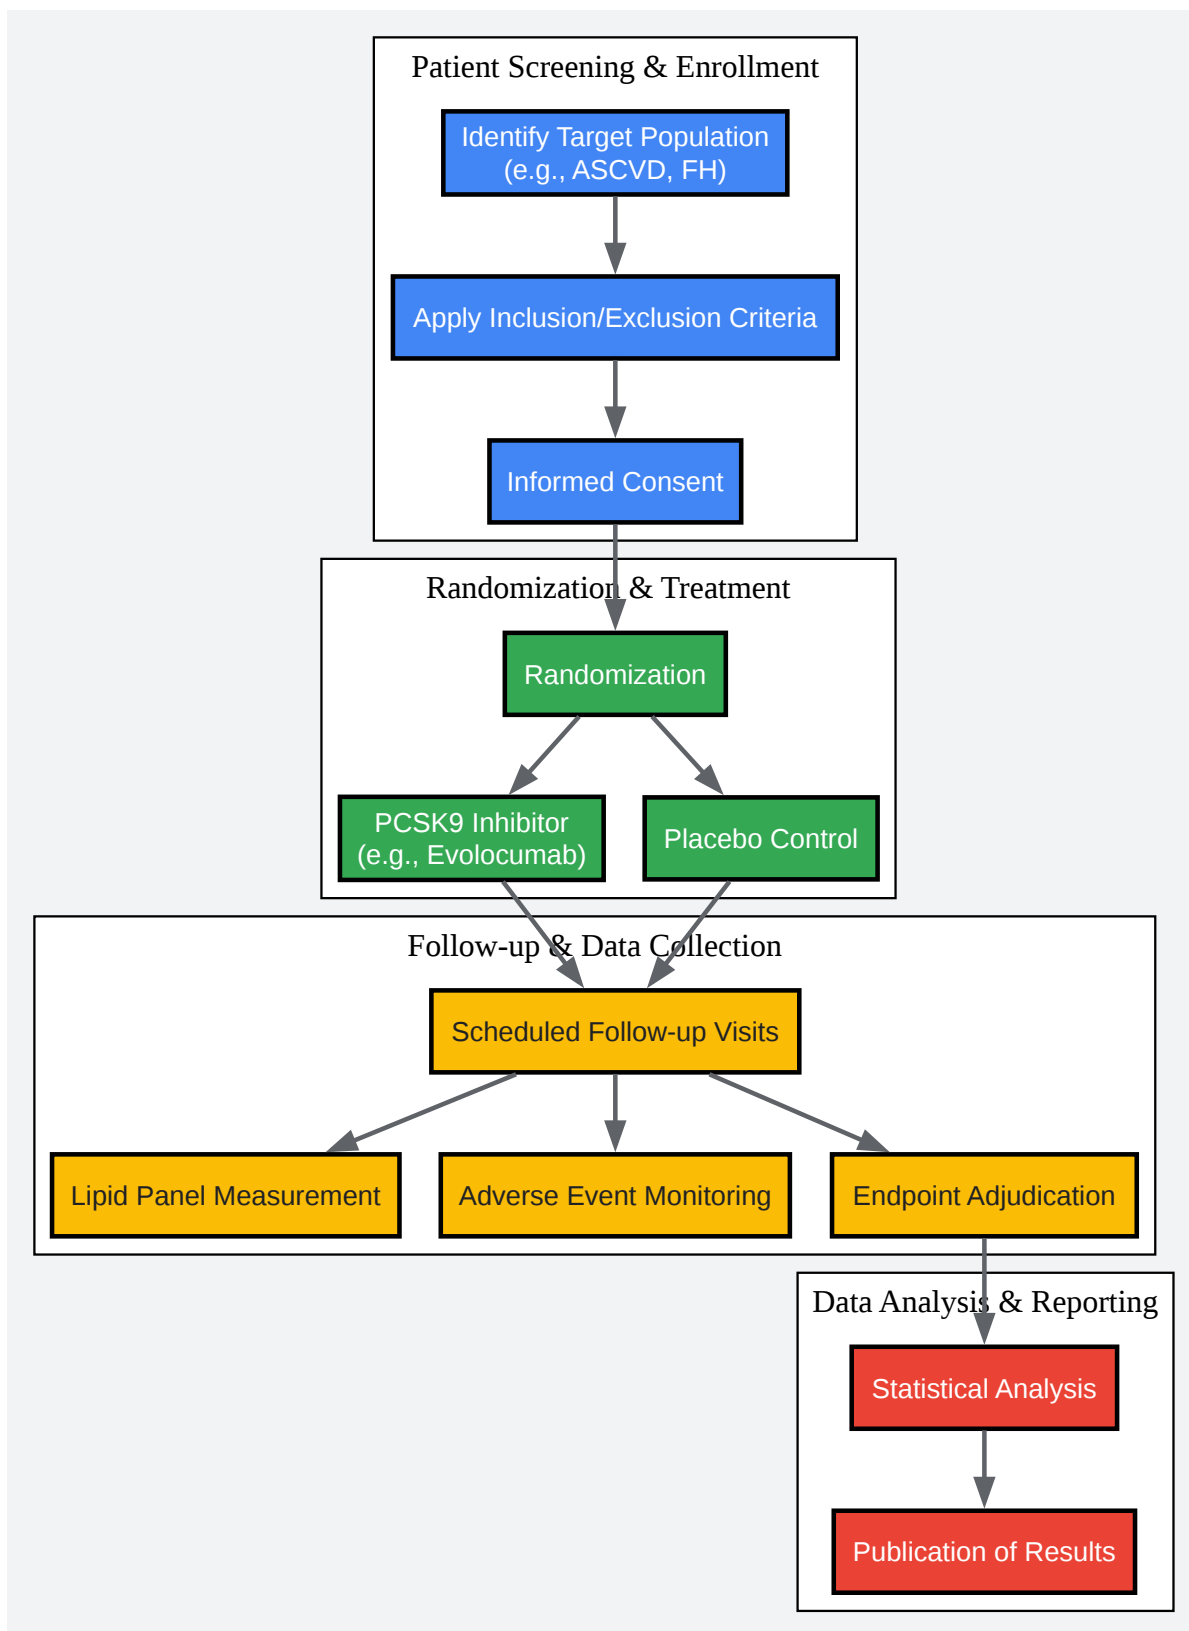 Patient Screening & Enrollment
Identify Target Population
(e.g., ASCVD, FH)
Apply Inclusion/Exclusion Criteria
Informed Consent
Randomization & Treatment
Randomization
PCSK9 Inhibitor
(e.g., Evolocumab)
Placebo Control
Follow-up & Data Collection
Scheduled Follow-up Visits
Lipid Panel Measurement
Adverse Event Monitoring
Endpoint Adjudication
Data Analysis & Reporting
Statistical Analysis
Publication of Results